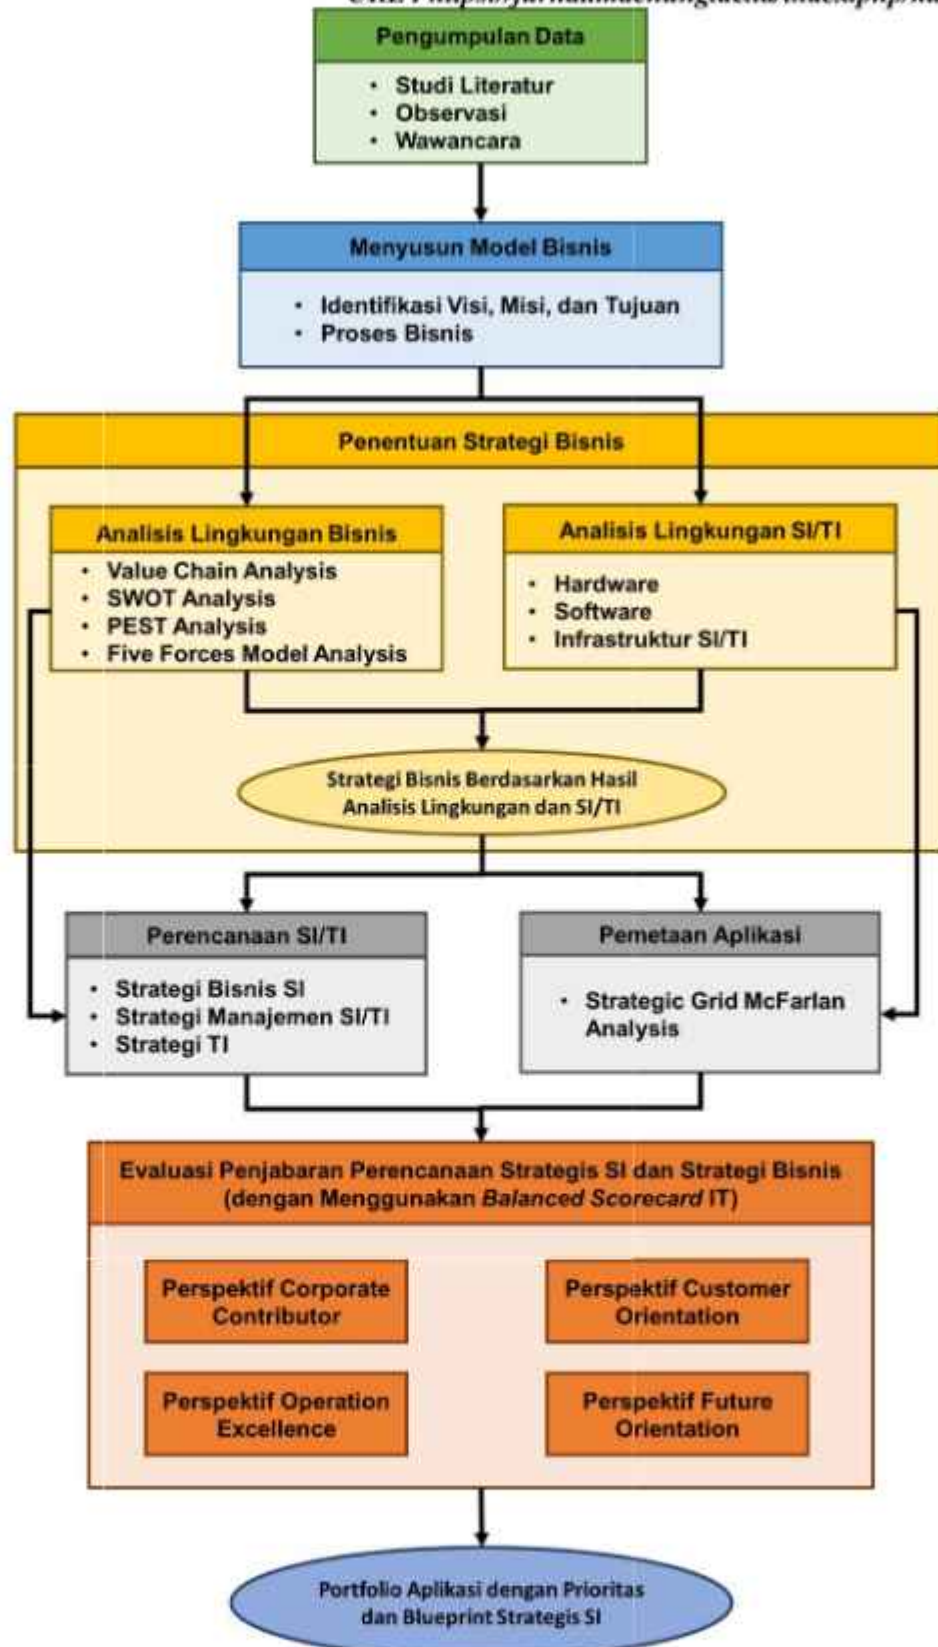 Pengumpulan Data
• Studi Literatur
• Observasi
• Wawancara
Menyusun Model Bisnis
• Identifikasi Visi, Misi, dan Tujuan
• Proses Bisnis
Penentuan Strategi Bisnis
Analisis Lingkungan Bisnis
• Value Chain Analysis
• SWOT Analysis
• PEST Analysis
• Five Forces Model Analysis
Analisis Lingkungan SI/TI
• Hardware
• Software
• Infrastruktur SI/TI
Strategi Bisnis Berdasarkan Hasil
Analisis Lingkungan dan SI/TI
Perencanaan SI/TI
• Strategi Bisnis SI
• Strategi Manajemen SI/TI
• Strategi TI
Pemetaan Aplikasi
• Strategic Grid McFarlan
Analysis
Evaluasi Penjabaran Perencanaan Strategis SI dan Strategi Bisnis
(dengan Menggunakan Balanced Scorecard IT)
Perspektif Corporate
Contributor
Perspektif Customer
Orientation
Perspektif Operation
Excellence
Perspektif Future
Orientation
Portfolio Aplikasi dengan Prioritas
dan Blueprint Strategis SI